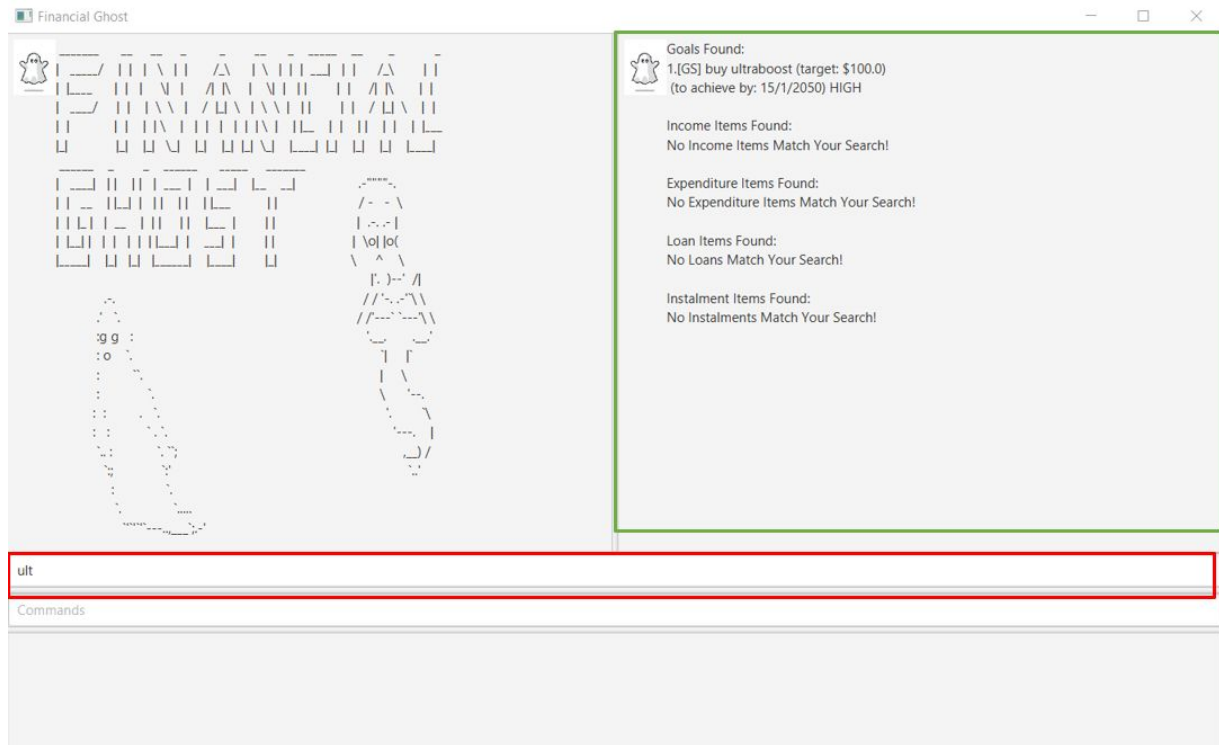 Financial Ghost
FINANCIAL
GHOST
Goals Found:
1.[GS] buy ultraboost (target: $100.0)
(to achieve by: 15/1/2050) HIGH
Income Items Found:
No Income Items Match Your Search!
Expenditure Items Found:
No Expenditure Items Match Your Search!
Loan Items Found:
No Loans Match Your Search!
Instalment Items Found:
No Instalments Match Your Search!
ult
Commands